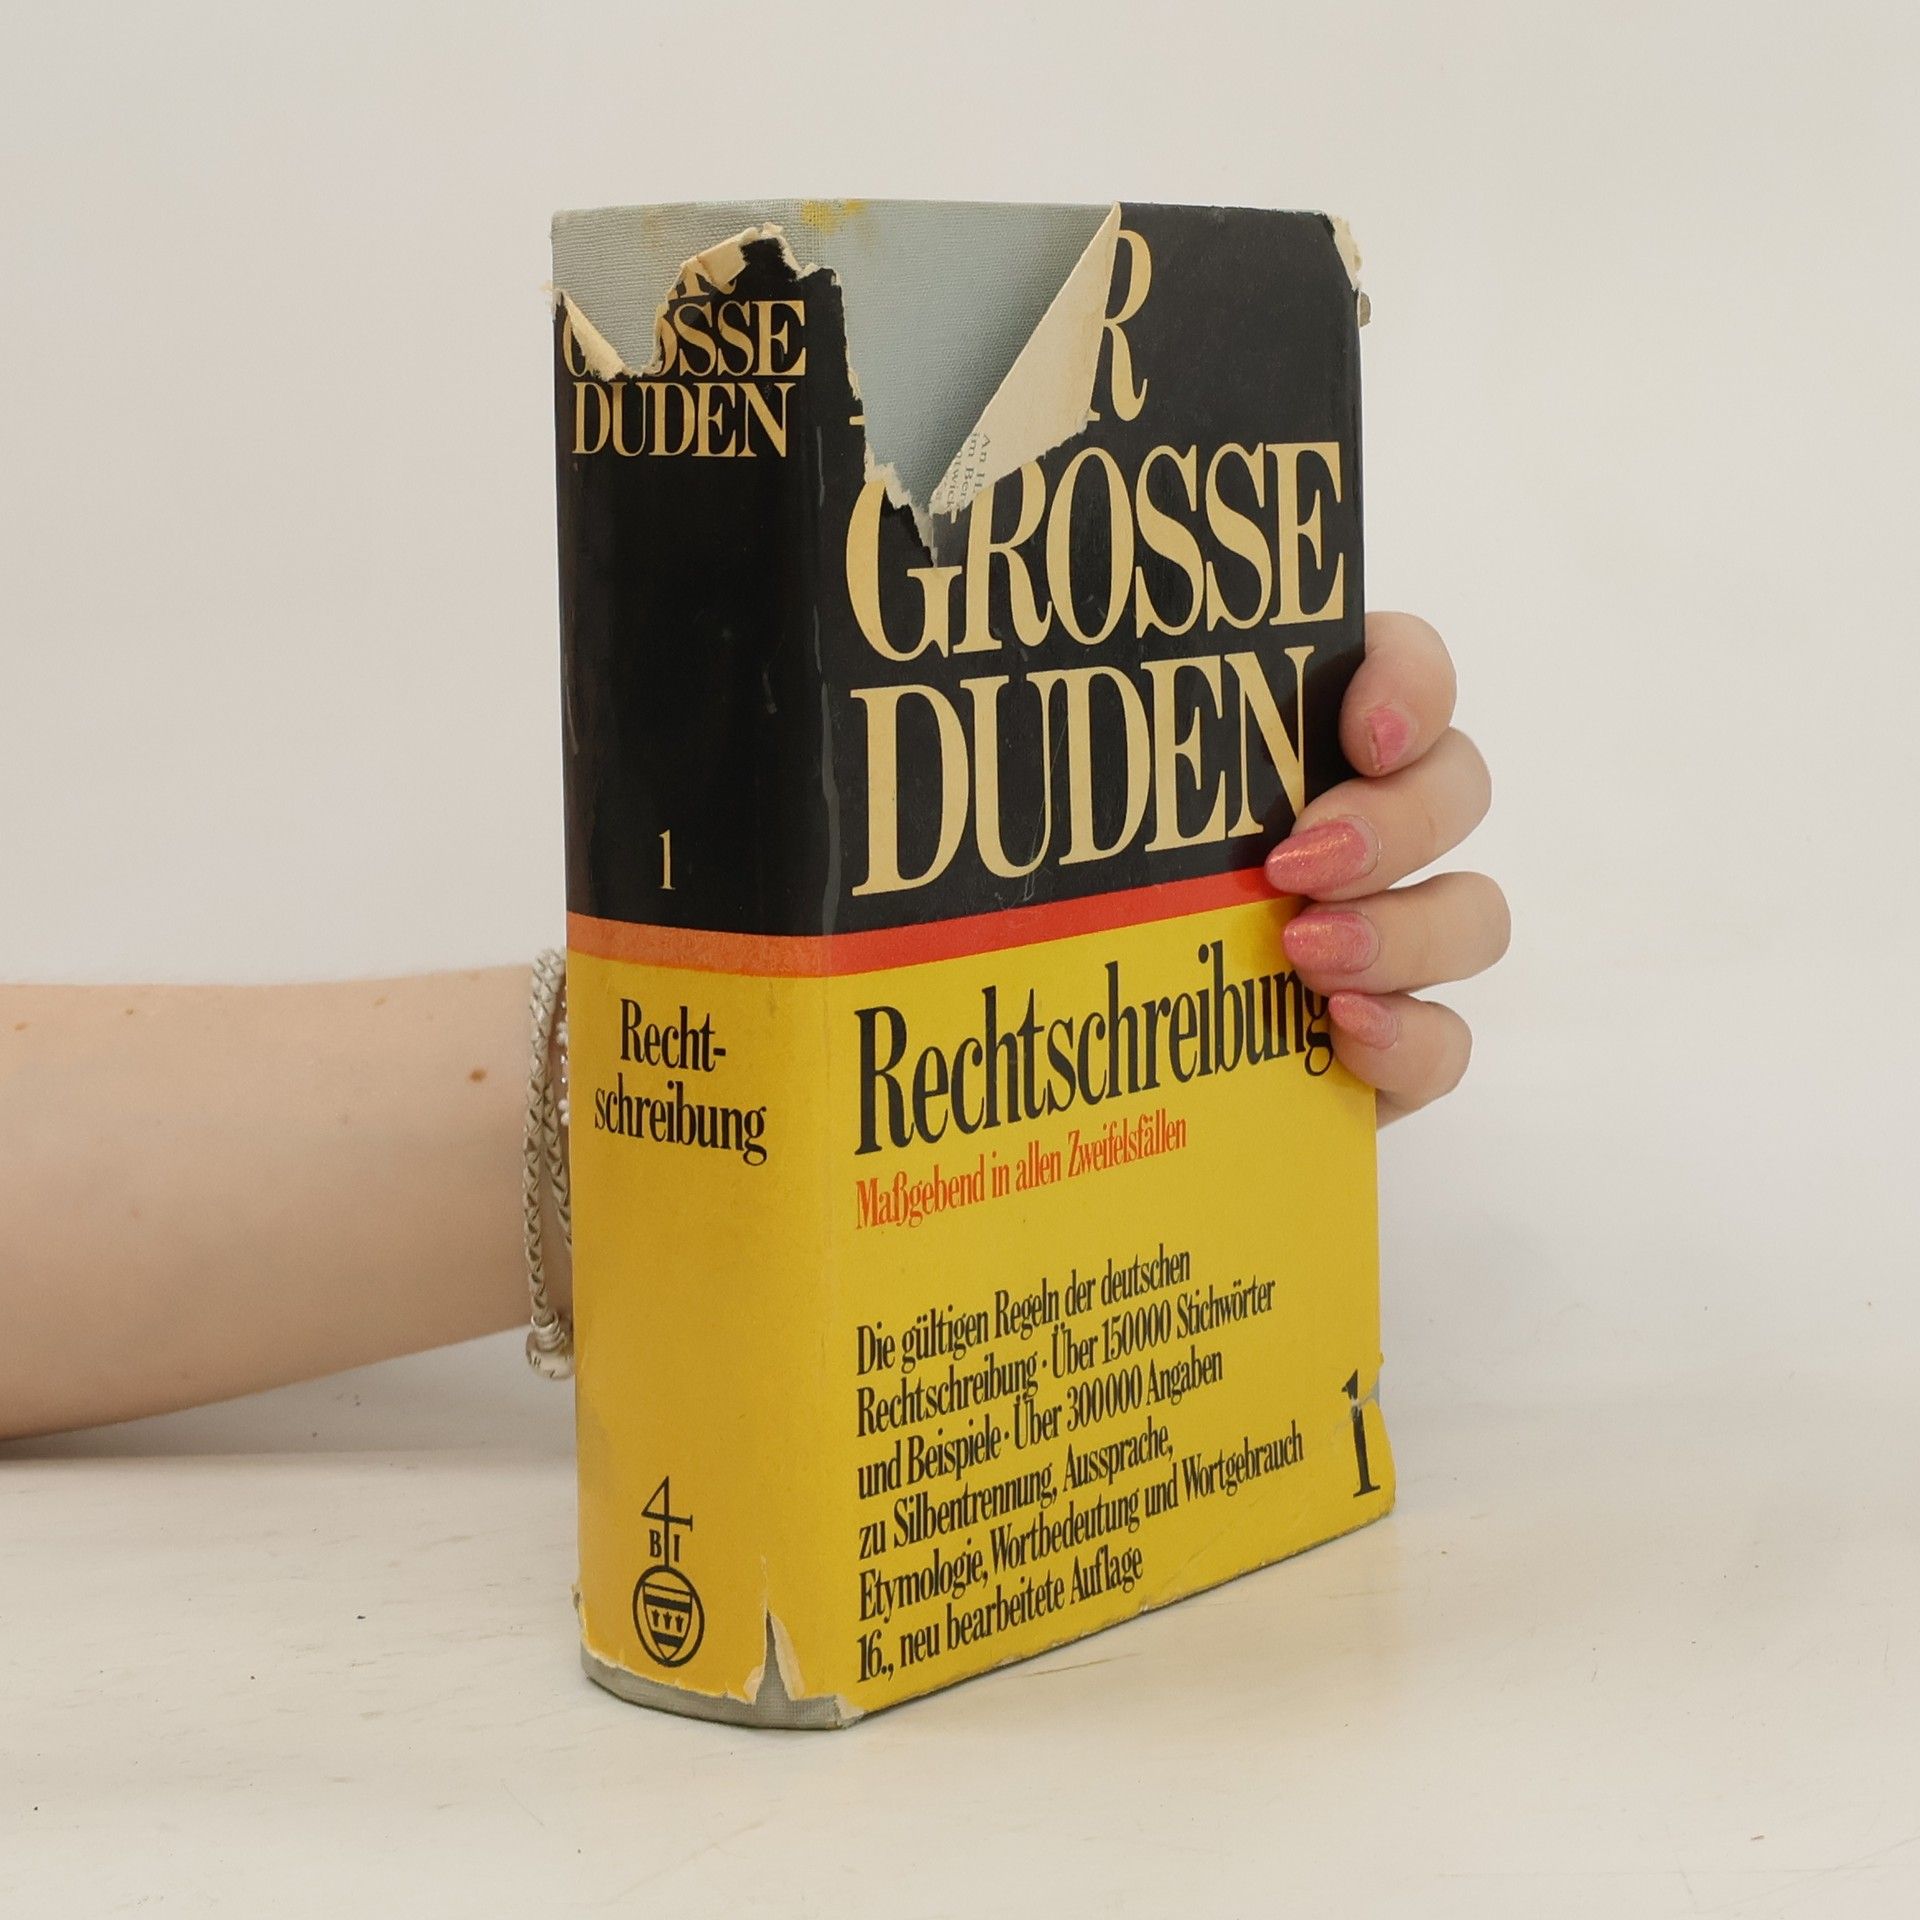 GROSSE
DUDEN
1
Recht-
schreibung
BI
GROSSE
DUDEN
Rechtschreibung
Maßgebend in allen Zweifelsfällen
Die gültigen Regeln der deutschen
Rechtschreibung · Über 150000 Stichwörter
und Beispiele · Über 300000 Angaben
zu Silbentrennung, Aussprache,
Etymologie, Wortbedeutung und Wortgebrauch
16., neu bearbeitete Auflage
1